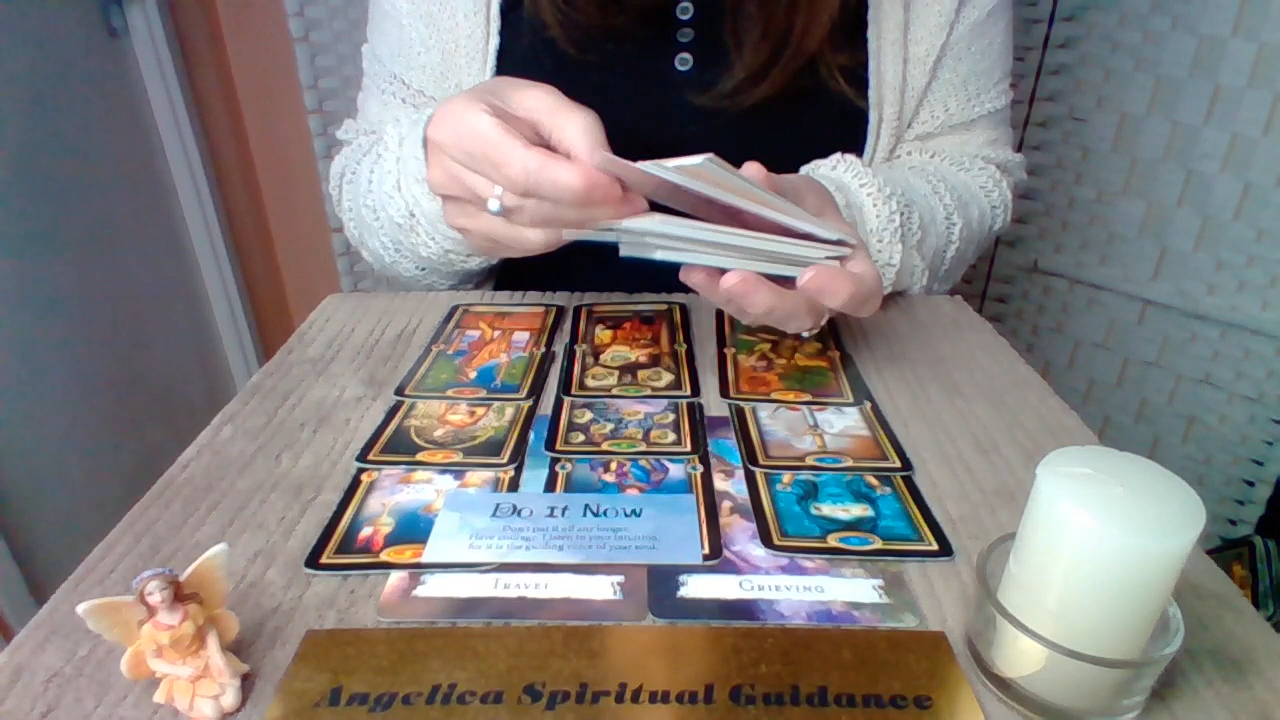 Do It Now
Don't put it off any longer.
Have courage. Listen to your intuition,
for it is the guiding voice of your soul.
Travel
Grieving
Angelica Spiritual Guidance